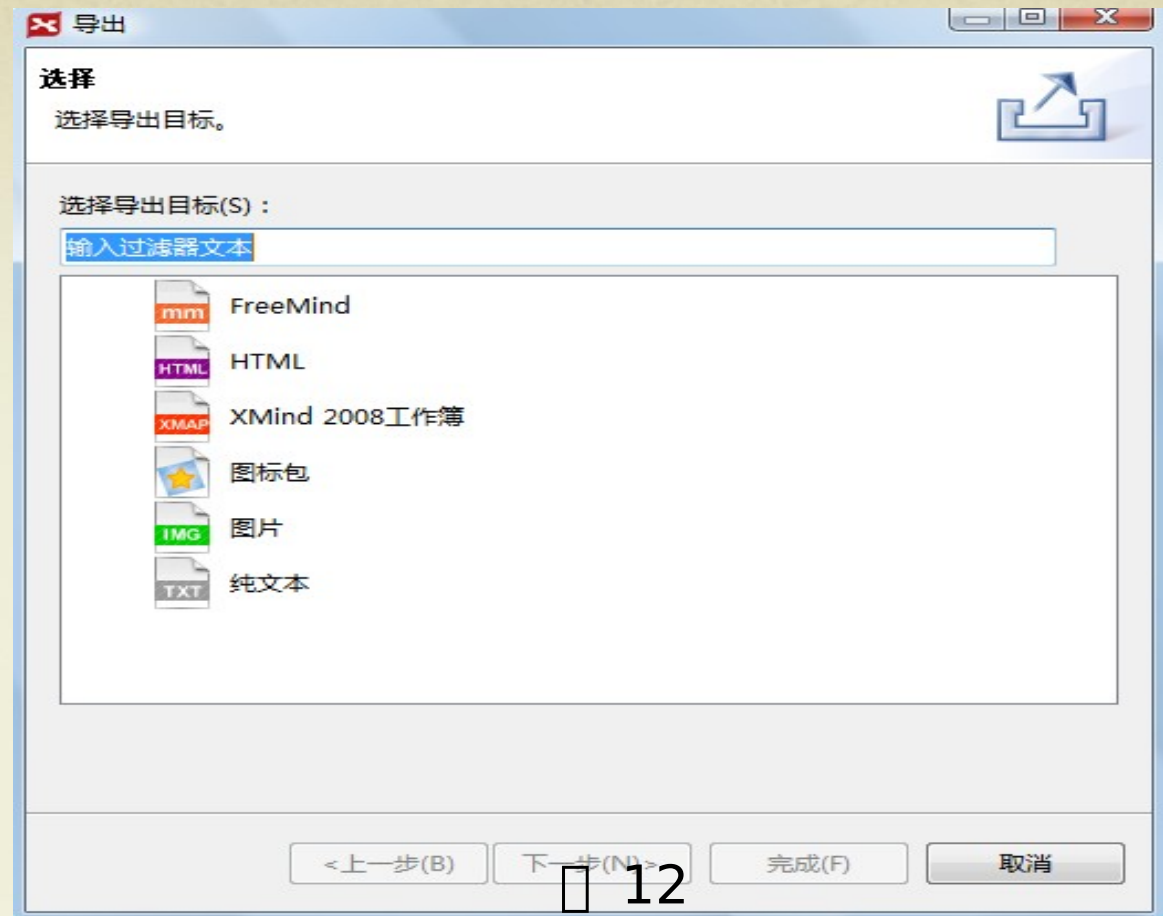 导出
选择
选择导出目标。
选择导出目标(S)：
输入过滤器文本
mm FreeMind
HTML HTML
XMAP XMind 2008工作簿
图标包
IMG 图片
TXT 纯文本
<上一步(B) 下一步(N)> 完成(F) 取消
12